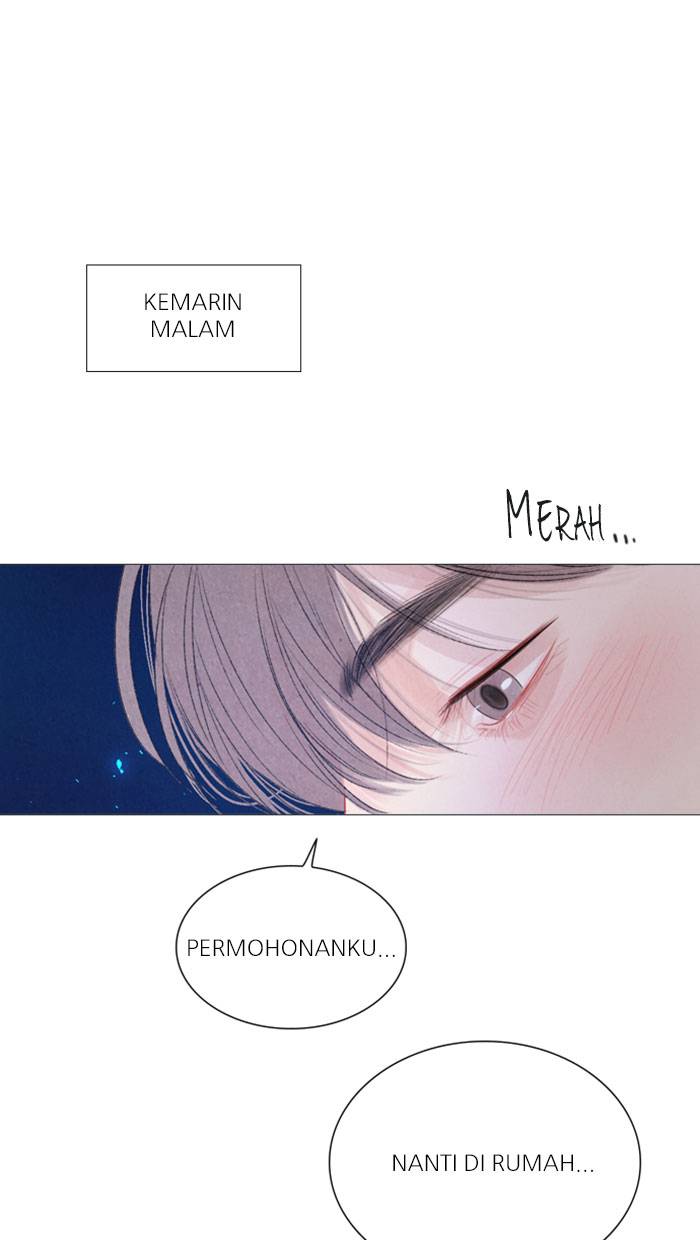 KEMARIN
MALAM
MERAH...
PERMOHONANKU...
NANTI DI RUMAH...